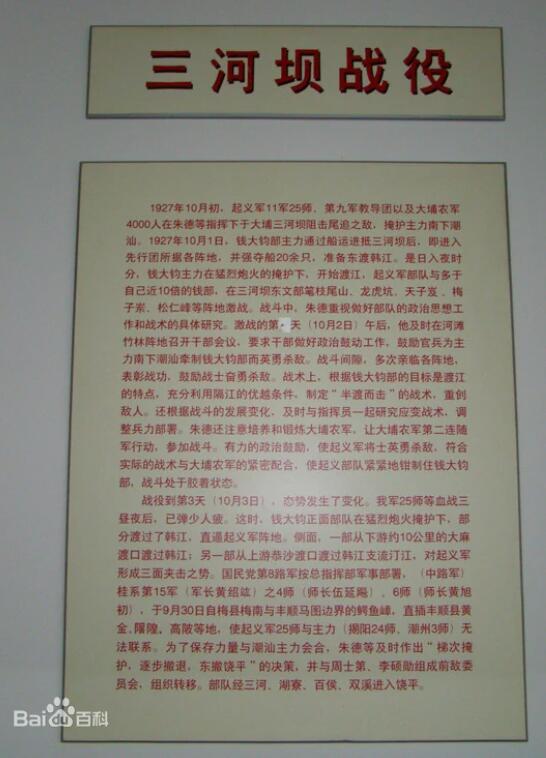 三河坝战役
1927年10月初，起义军11军25师、第九军教导团以及大埔农军
4000人在朱德等指挥下于大埔三河坝阻击尾追之敌，掩护主力南下潮
汕。1927年10月1日，钱大钧部主力通过船运进抵三河坝后，即进入
先行团所据各阵地，并强夺船20余只，准备东渡韩江。是日入夜时
分，钱大钧主力在猛烈炮火的掩护下，开始渡江，起义军部队与多于
自己近10倍的钱部，在三河坝东文部笔枝尾山、龙虎坑、天子岌、梅
子岽、松仁峰等阵地激战。战斗中，朱德重视做好部队的政治思想工
作和战术的具体研究。激战的第 天（10月2日）午后，他及时在河滩
竹林阵地召开干部会议，要求干部做好政治鼓动工作，鼓励官兵为主
力南下潮汕牵制钱大钧部而英勇杀敌。战斗间隙，多次亲临各阵地，
表彰战功，鼓励战士奋勇杀敌。战术上，根据钱大钧部的目标是渡江
的特点，充分利用隔江的优越条件，制定“半渡而击”的战术，重创
敌人。还根据战斗的发展变化，及时与指挥员一起研究应变战术，调
整兵力部署。朱德还注意培养和锻炼大埔农军，让大埔农军第二连随
军行动，参加战斗。有力的政治鼓励，使起义军将士英勇杀敌，符合
实际的战术与大埔农军的紧密配合，使起义部队紧紧地钳制住钱大钧
部，战斗处于胶着状态。
战役到第3天（10月3日），态势发生了变化。我军25师等血战三
昼夜后，已弹少人疲。这时，钱大钧正面部队在猛烈炮火掩护下，部
分渡过了韩江，直逼起义军阵地。侧面，一部从下游约10公里的大麻
渡口渡过韩江；另一部从上游恭沙渡口渡过韩江支流汀江，对起义军
形成三面夹击之势。国民党第8路军按总指挥部军事部署，（中路军）
桂系第15军（军长黄绍竑）之4师（师长伍延飏）、6师（师长黄旭
初），于9月30日自梅县梅南与丰顺马图边界的鳄鱼嶂，直插丰顺县黄
金、𨻧隍、高陂等地，使起义军25师与主力（揭阳24师、潮州3师）无
法联系。为了保存力量与潮汕主力会合，朱德等及时作出“梯次掩
护，逐步撤退，东撤饶平”的决策，并与周士第、李硕勋组成前敌委
员会，组织转移。部队经三河、湖寮、百侯、双溪进入饶平。
Bai百科